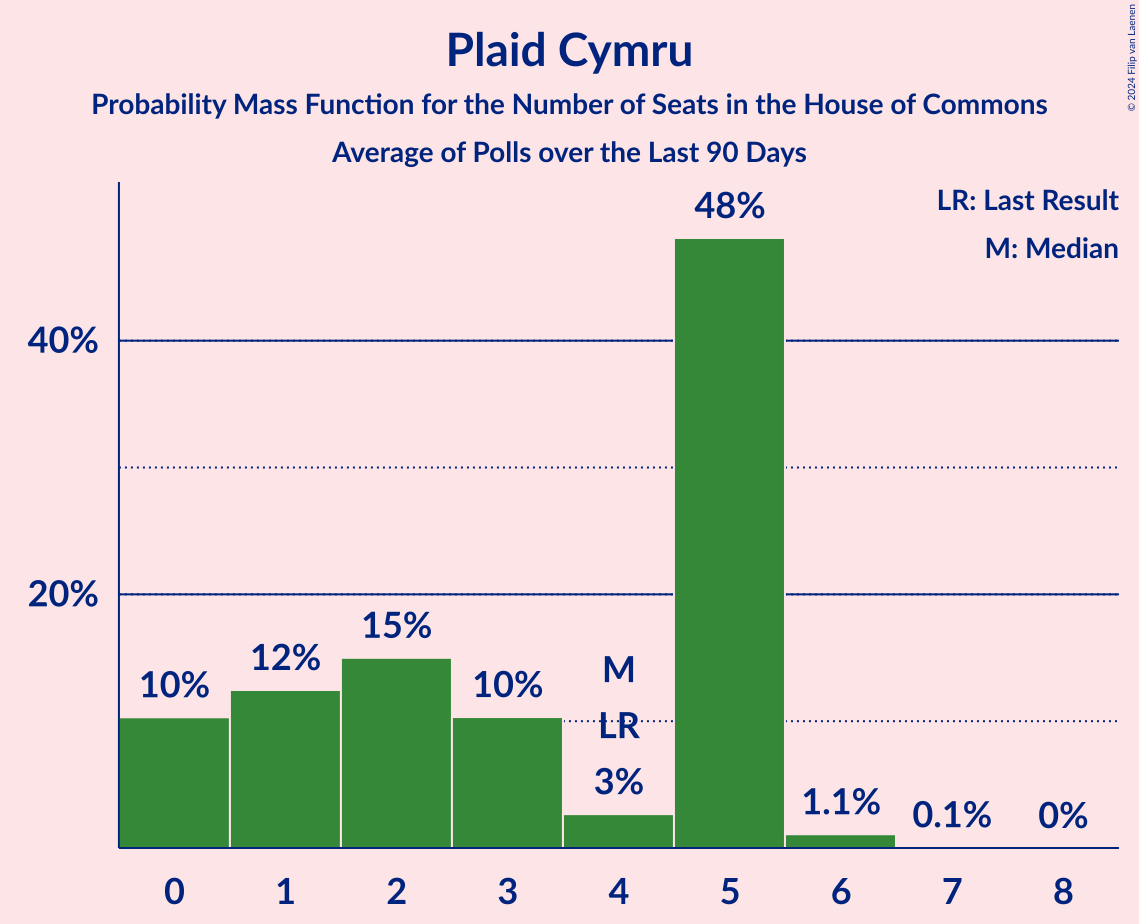 Plaid Cymru
Probability Mass Function for the Number of Seats in the House of Commons
Average of Polls over the Last 90 Days
© 2024 Filip van Laenen
LR: Last Result
M: Median
48%
40%
20%
10%
12%
15%
10%
M
LR
3%
1.1%
0.1%
0%
0 1 2 3 4 5 6 7 8